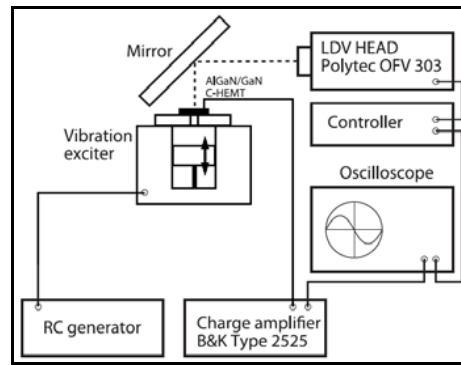 Mirror
LDV HEAD
Polytec OFV 303
AlGaN/GaN
C-HEMT
Controller
Vibration
exciter
Oscilloscope
RC generator
Charge amplifier
B&K Type 2525